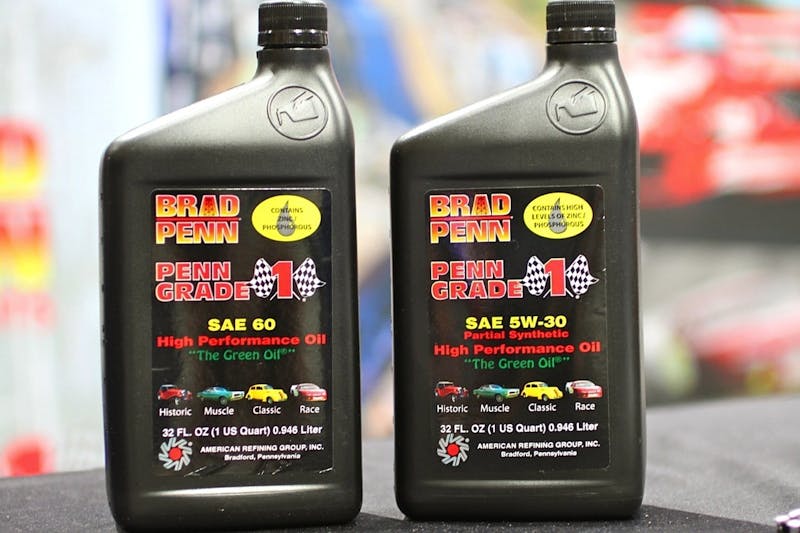 BRAD
PENN
CONTAINS
ZINC /
PHOSPHOROUS
PENN
GRADE 1®
SAE 60
High Performance Oil
"The Green Oil®"
Historic Muscle Classic Race
32 FL. OZ (1 US Quart) 0.946 Liter
AMERICAN REFINING GROUP, INC.
Bradford, Pennsylvania
BRAD
PENN
CONTAINS HIGH
LEVELS OF ZINC /
PHOSPHOROUS
PENN
GRADE 1®
SAE 5W-30
Partial Synthetic
High Performance Oil
"The Green Oil®"
Historic Muscle Classic Race
32 FL. OZ (1 US Quart) 0.946 Liter
AMERICAN REFINING GROUP, INC.
Bradford, Pennsylvania